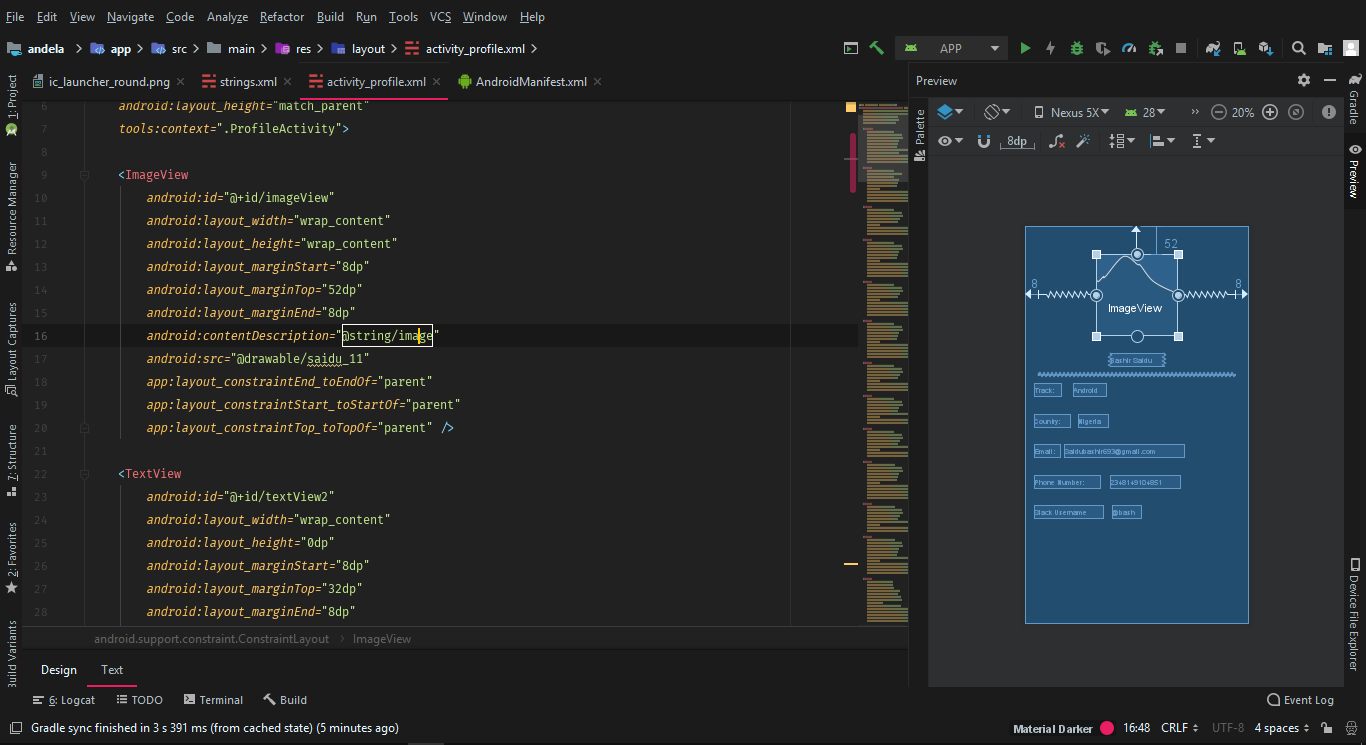 File Edit View Navigate Code Analyze Refactor Build Run Tools VCS Window Help
andela app src main res layout activity_profile.xml APP
ic_launcher_round.png strings.xml activity_profile.xml AndroidManifest.xml
Preview
1: Project
Resource Manager
Layout Captures
7: Structure
2: Favorites
Build Variants
6 android:layout_height="match_parent"
7 tools:context=".ProfileActivity">
8
9 <ImageView
10 android:id="@+id/imageView"
11 android:layout_width="wrap_content"
12 android:layout_height="wrap_content"
13 android:layout_marginStart="8dp"
14 android:layout_marginTop="52dp"
15 android:layout_marginEnd="8dp"
16 android:contentDescription="@string/image"
17 android:src="@drawable/saidu_11"
18 app:layout_constraintEnd_toEndOf="parent"
19 app:layout_constraintStart_toStartOf="parent"
20 app:layout_constraintTop_toTopOf="parent" />
21
22 <TextView
23 android:id="@+id/textView2"
24 android:layout_width="wrap_content"
25 android:layout_height="0dp"
26 android:layout_marginStart="8dp"
27 android:layout_marginTop="32dp"
28 android:layout_marginEnd="8dp"
android.support.constraint.ConstraintLayout ImageView
Design Text
Palette
Nexus 5X 28 20%
8dp
52
8 8
ImageView
Bashir Saidu
Track: Android
Country: Nigeria
Email: Saidubashir693@gmail.com
Phone Number: 2348149104851
Slack Username @bash
Gradle
Preview
Device File Explorer
6: Logcat TODO Terminal Build Event Log
Gradle sync finished in 3 s 391 ms (from cached state) (5 minutes ago) Material Darker 16:48 CRLF UTF-8 4 spaces